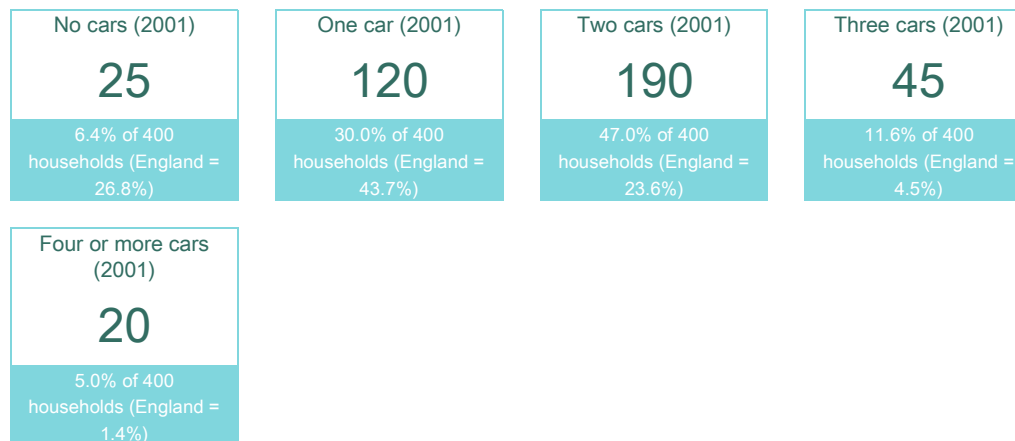 No cars (2001)
25
6.4% of 400
households (England =
26.8%)
One car (2001)
120
30.0% of 400
households (England =
43.7%)
Two cars (2001)
190
47.0% of 400
households (England =
23.6%)
Three cars (2001)
45
11.6% of 400
households (England =
4.5%)
Four or more cars
(2001)
20
5.0% of 400
households (England =
1.4%)